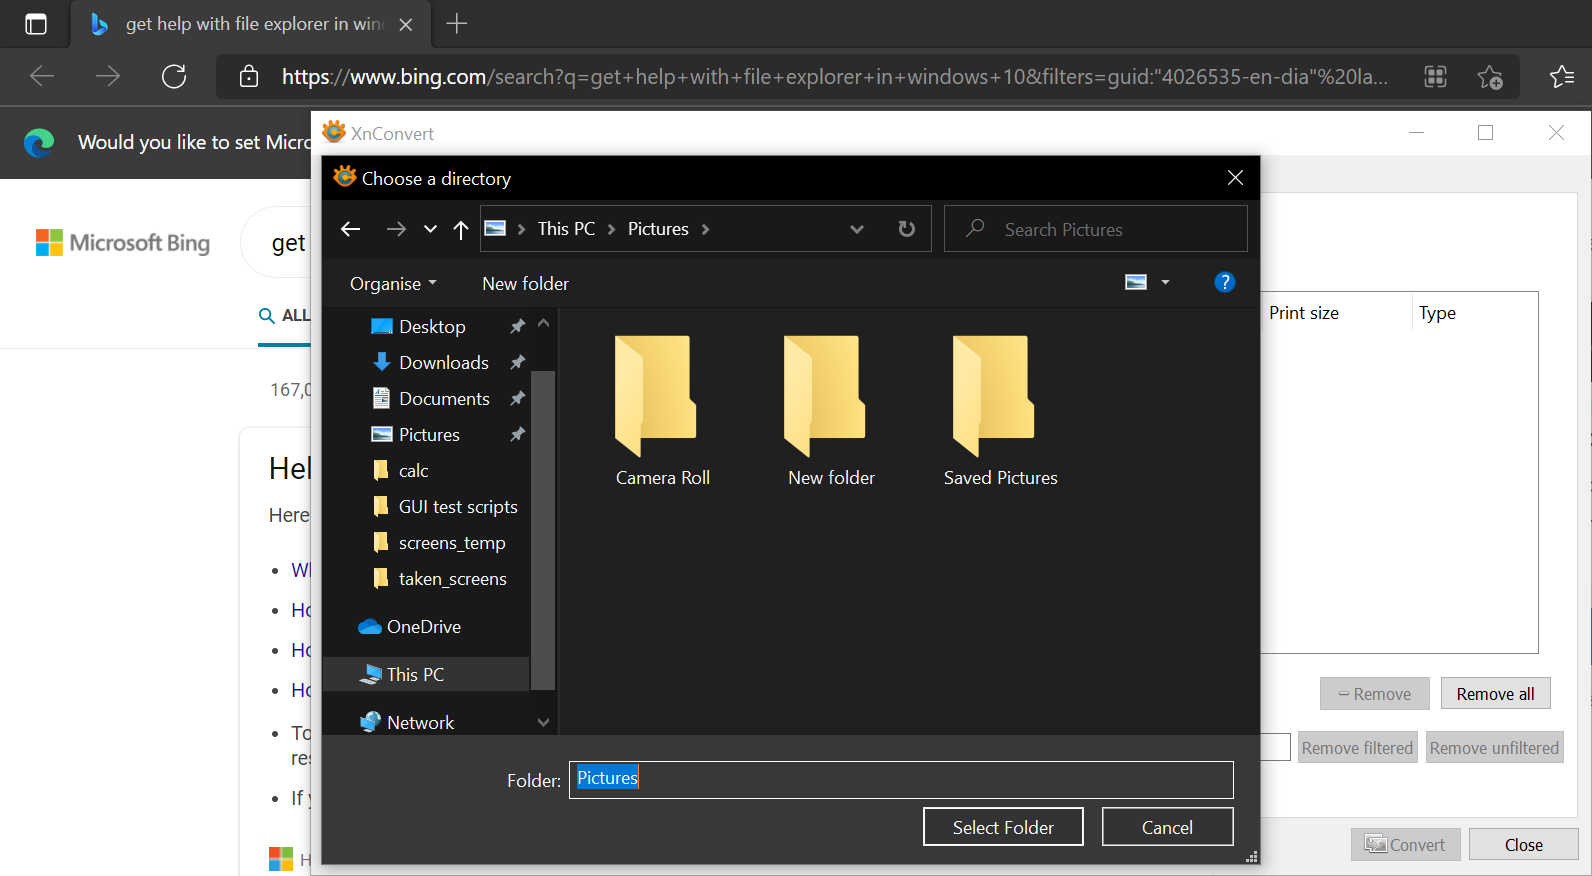 get help with file explorer in win
https://www.bing.com/search?q=get+help+with+file+explorer+in+windows+10&filters=guid:"4026535-en-dia"%20la...
Would you like to set Micro
XnConvert
Choose a directory
This PC
Pictures
Search Pictures
Organise
New folder
?
Microsoft Bing
get
ALL
167,0
Desktop
Downloads
Documents
Pictures
calc
GUI test scripts
screens_temp
taken_screens
OneDrive
This PC
Network
Camera Roll
New folder
Saved Pictures
Print size
Type
Hel
Here
Wh
Ho
Ho
Ho
To
res
If y
H
Remove
Remove all
Remove filtered
Remove unfiltered
Folder:
Pictures
Select Folder
Cancel
Convert
Close